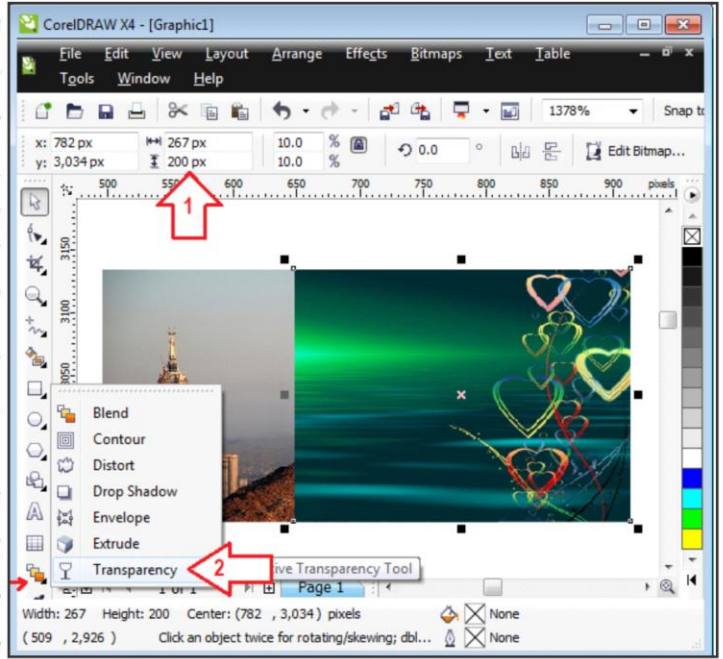 CorelDRAW X4 - [Graphic1]
File Edit View Layout Arrange Effects Bitmaps Text Table
Tools Window Help
1378% Snap to
x: 782 px 267 px 10.0 % 0.0 ° Edit Bitmap...
y: 3,034 px 200 px 10.0 %
500 550 600 650 700 750 800 850 900 pixels
1
3150
3100
3050
Blend
Contour
Distort
Drop Shadow
Envelope
Extrude
Transparency 2 ive Transparency Tool
1 of 1 Page 1
Width: 267 Height: 200 Center: (782 , 3,034 ) pixels None
( 509 , 2,926 ) Click an object twice for rotating/skewing; dbl... None